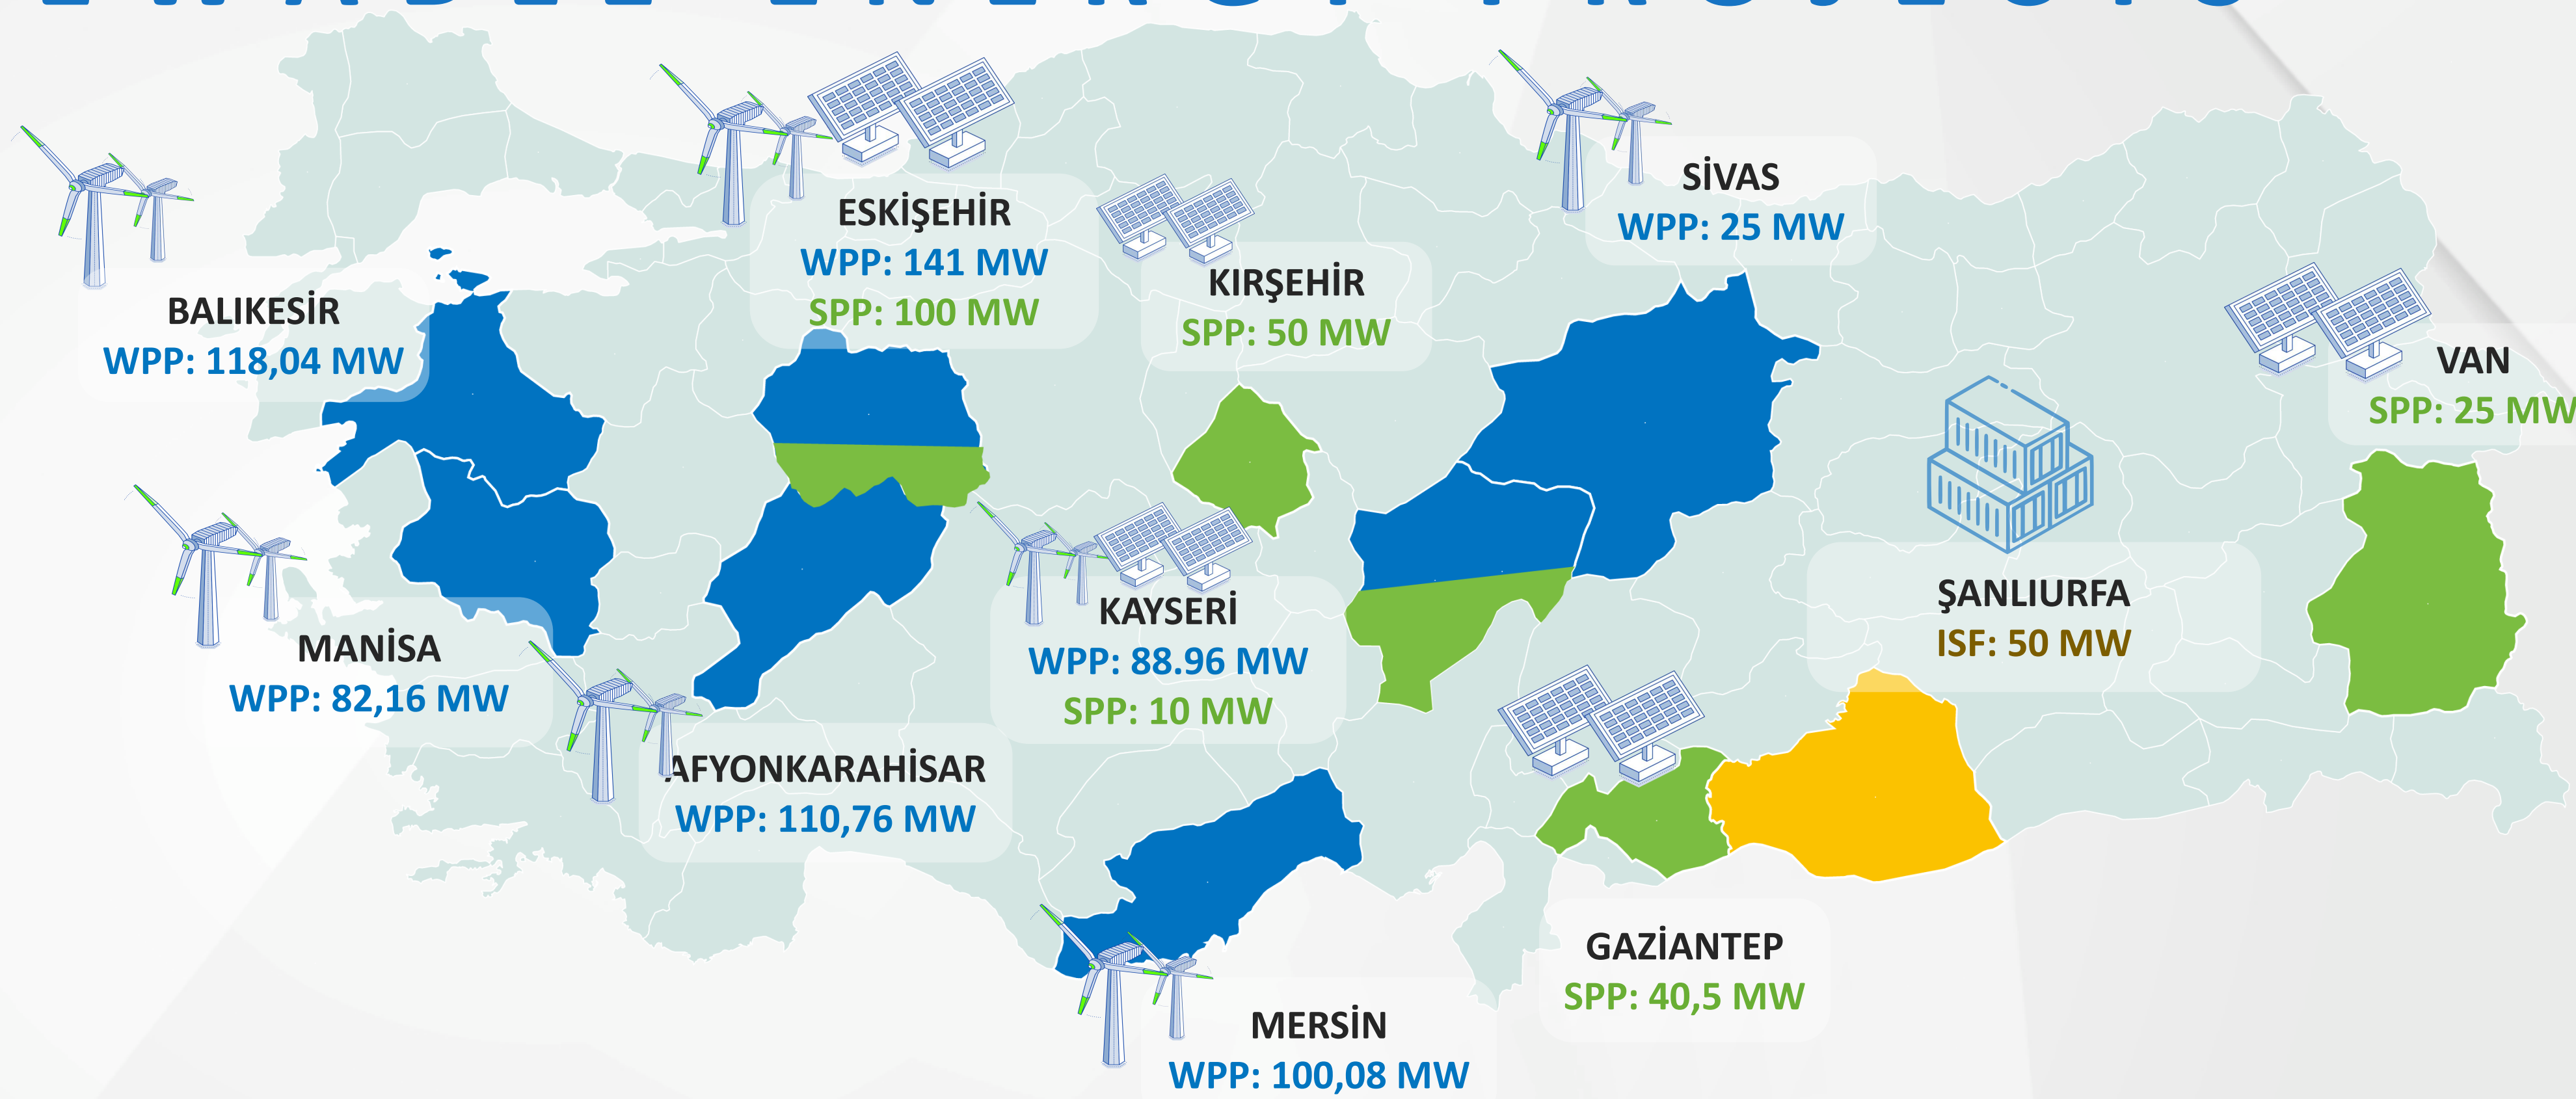 BALIKESİR
WPP: 118,04 MW
ESKİŞEHİR
WPP: 141 MW
SPP: 100 MW
KIRŞEHİR
SPP: 50 MW
SİVAS
WPP: 25 MW
VAN
SPP: 25 MW
MANİSA
WPP: 82,16 MW
AFYONKARAHİSAR
WPP: 110,76 MW
KAYSERİ
WPP: 88.96 MW
SPP: 10 MW
ŞANLIURFA
ISF: 50 MW
GAZİANTEP
SPP: 40,5 MW
MERSİN
WPP: 100,08 MW